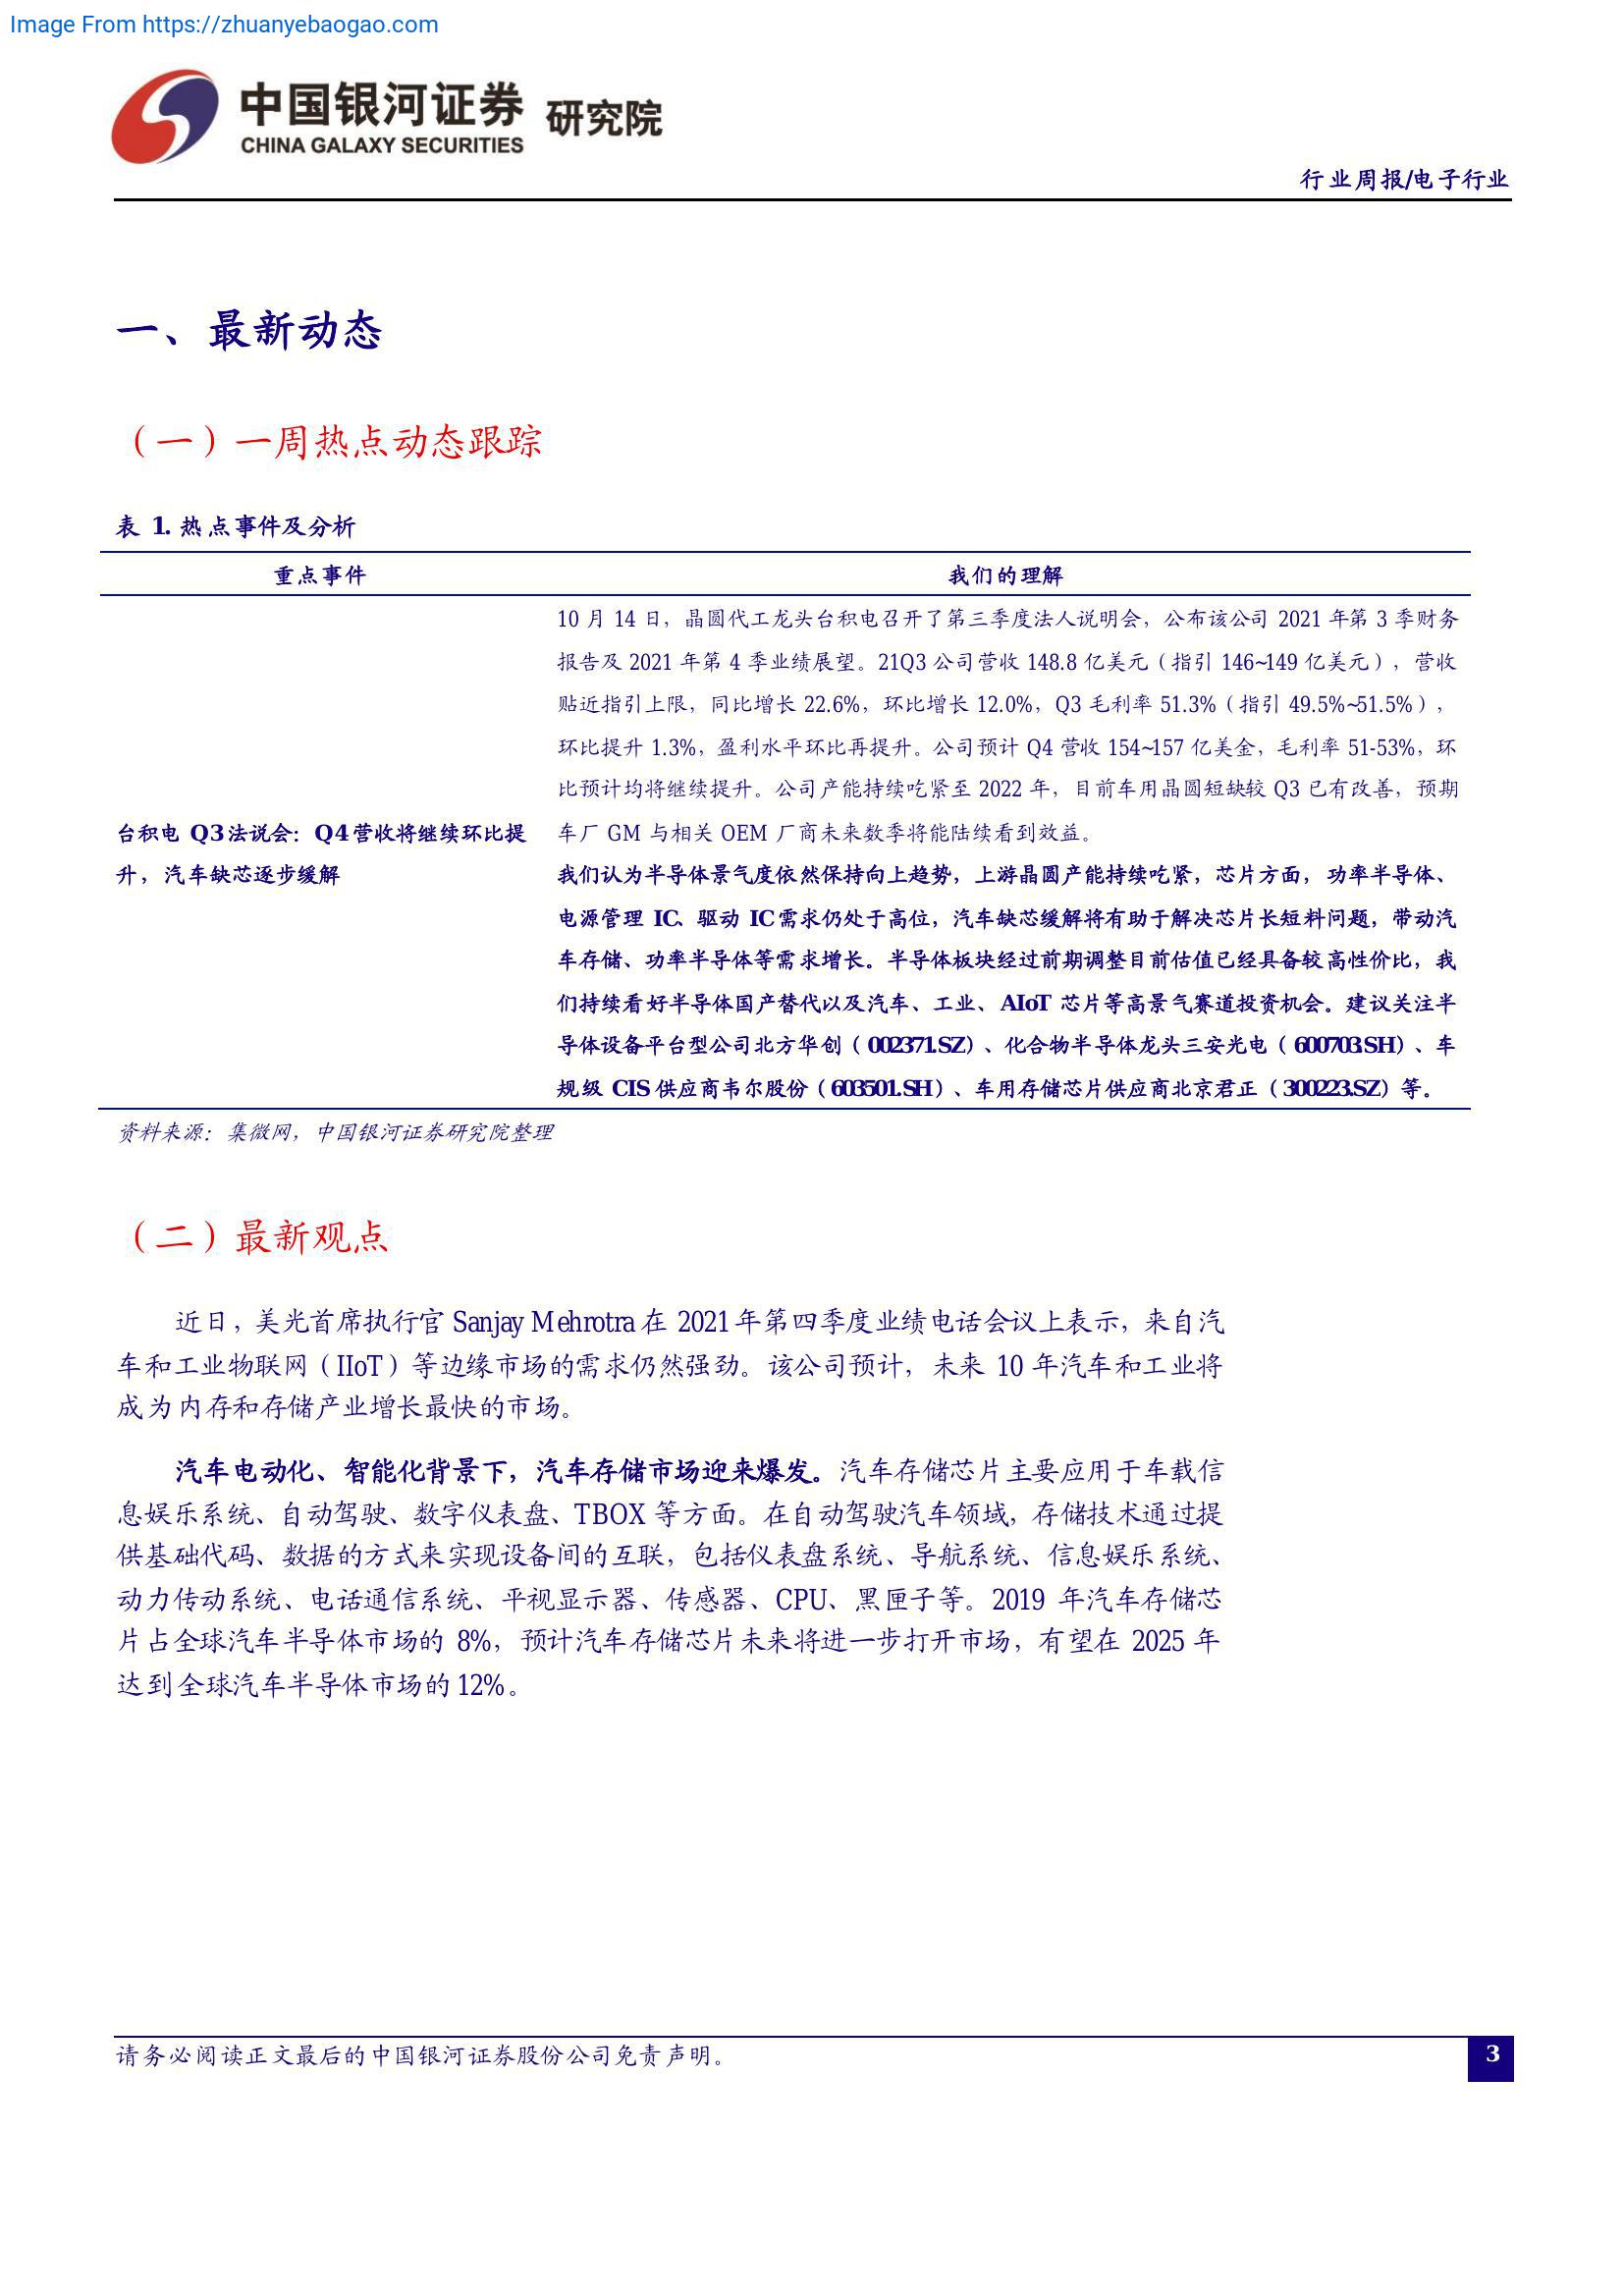 Image From https://zhuanyebaogao.com
中国银河证券 研究院
CHINA GALAXY SECURITIES
行业周报/电子行业
一、最新动态
（一）一周热点动态跟踪
表 1. 热点事件及分析
重点事件 我们的理解
台积电 Q3 法说会：Q4 营收将继续环比提
升，汽车缺芯逐步缓解
10 月 14 日，晶圆代工龙头台积电召开了第三季度法人说明会，公布该公司 2021 年第 3 季财务
报告及 2021 年第 4 季业绩展望。21Q3 公司营收 148.8 亿美元（指引 146~149 亿美元），营收
贴近指引上限，同比增长 22.6%，环比增长 12.0%，Q3 毛利率 51.3%（指引 49.5%~51.5%），
环比提升 1.3%，盈利水平环比再提升。公司预计 Q4 营收 154~157 亿美金，毛利率 51-53%，环
比预计均将继续提升。公司产能持续吃紧至 2022 年，目前车用晶圆短缺较 Q3 已有改善，预期
车厂 GM 与相关 OEM 厂商未来数季将能陆续看到效益。
我们认为半导体景气度依然保持向上趋势，上游晶圆产能持续吃紧，芯片方面，功率半导体、
电源管理 IC、驱动 IC 需求仍处于高位，汽车缺芯缓解将有助于解决芯片长短料问题，带动汽
车存储、功率半导体等需求增长。半导体板块经过前期调整目前估值已经具备较高性价比，我
们持续看好半导体国产替代以及汽车、工业、AIoT 芯片等高景气赛道投资机会。建议关注半
导体设备平台型公司北方华创（002371.SZ）、化合物半导体龙头三安光电（600703.SH）、车
规级 CIS 供应商韦尔股份（603501.SH）、车用存储芯片供应商北京君正（300223.SZ）等。
资料来源：集微网，中国银河证券研究院整理
（二）最新观点
近日，美光首席执行官 Sanjay Mehrotra 在 2021 年第四季度业绩电话会议上表示，来自汽
车和工业物联网（IIoT）等边缘市场的需求仍然强劲。该公司预计，未来 10 年汽车和工业将
成为内存和存储产业增长最快的市场。
汽车电动化、智能化背景下，汽车存储市场迎来爆发。汽车存储芯片主要应用于车载信
息娱乐系统、自动驾驶、数字仪表盘、TBOX 等方面。在自动驾驶汽车领域，存储技术通过提
供基础代码、数据的方式来实现设备间的互联，包括仪表盘系统、导航系统、信息娱乐系统、
动力传动系统、电话通信系统、平视显示器、传感器、CPU、黑匣子等。2019 年汽车存储芯
片占全球汽车半导体市场的 8%，预计汽车存储芯片未来将进一步打开市场，有望在 2025 年
达到全球汽车半导体市场的 12%。
请务必阅读正文最后的中国银河证券股份公司免责声明。
3